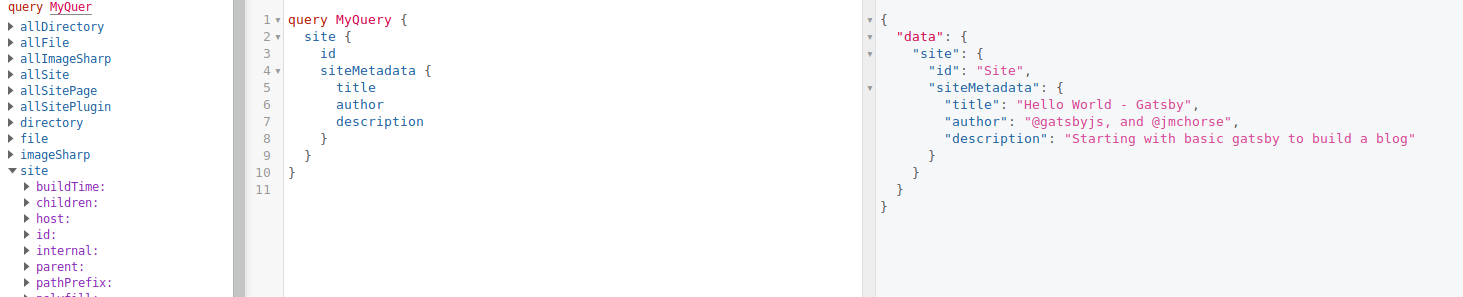 query MyQuer
allDirectory
allFile
allImageSharp
allSite
allSitePage
allSitePlugin
directory
file
imageSharp
site
buildTime:
children:
host:
id:
internal:
parent:
pathPrefix:
polyfill:
1 query MyQuery {
2 site {
3 id
4 siteMetadata {
5 title
6 author
7 description
8 }
9 }
10 }
11
{
"data": {
"site": {
"id": "Site",
"siteMetadata": {
"title": "Hello World - Gatsby",
"author": "@gatsbyjs, and @jmchorse",
"description": "Starting with basic gatsby to build a blog"
}
}
}
}